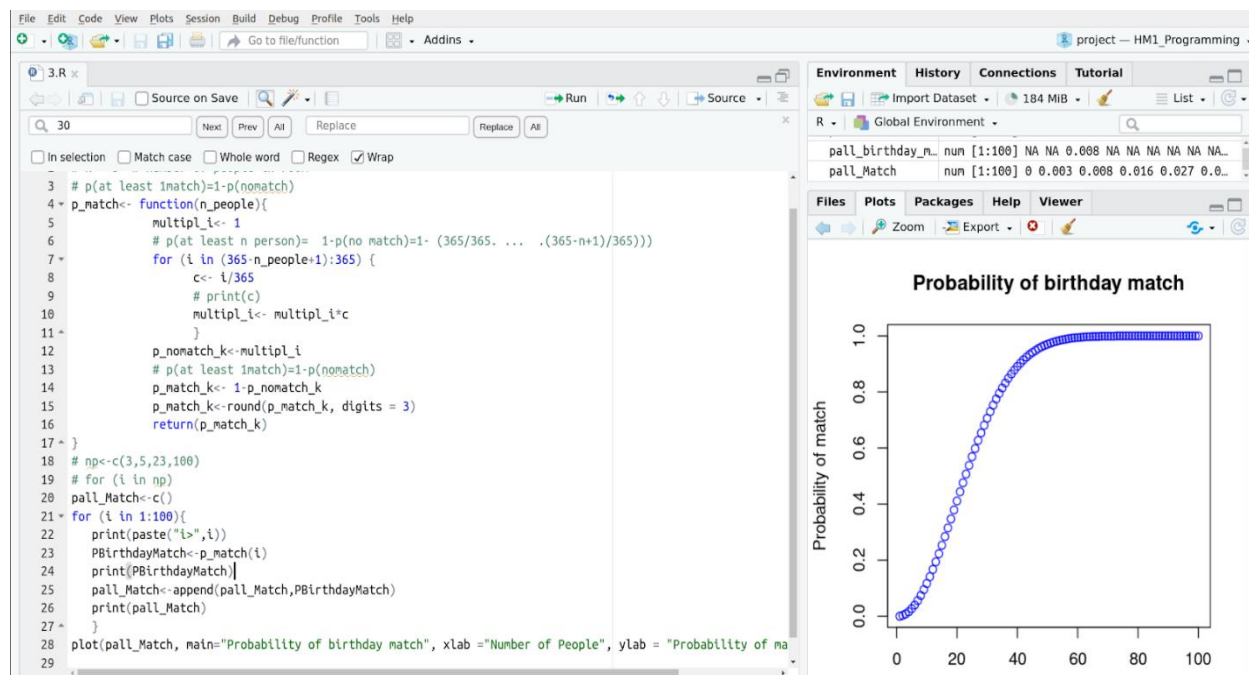 File Edit Code View Plots Session Build Debug Profile Tools Help
Go to file/function Addins
project — HM1_Programming
3.R
Source on Save Run Source
30 Next Prev All Replace Replace All
In selection Match case Whole word Regex Wrap
3 # p(at least 1match)=1-p(nomatch)
4 p_match<- function(n_people){
5 multipl_i<- 1
6 # p(at least n person)= 1-p(no match)=1- (365/365. ... .(365-n+1)/365)))
7 for (i in (365-n_people+1):365) {
8 c<- i/365
9 # print(c)
10 multipl_i<- multipl_i*c
11 }
12 p_nomatch_k<-multipl_i
13 # p(at least 1match)=1-p(nomatch)
14 p_match_k<- 1-p_nomatch_k
15 p_match_k<-round(p_match_k, digits = 3)
16 return(p_match_k)
17 }
18 # np<-c(3,5,23,100)
19 # for (i in np)
20 pall_Match<-c()
21 for (i in 1:100){
22 print(paste("i>",i))
23 PBirthdayMatch<-p_match(i)
24 print(PBirthdayMatch)
25 pall_Match<-append(pall_Match,PBirthdayMatch)
26 print(pall_Match)
27 }
28 plot(pall_Match, main="Probability of birthday match", xlab ="Number of People", ylab = "Probability of ma
29
Environment History Connections Tutorial
Import Dataset 184 MiB List
R Global Environment
pall_birthday_m… num [1:100] NA NA 0.008 NA NA NA NA NA…
pall_Match num [1:100] 0 0.003 0.008 0.016 0.027 0.0…
Files Plots Packages Help Viewer
Zoom Export
Probability of birthday match
Probability of match
1.0
0.8
0.6
0.4
0.2
0.0
0 20 40 60 80 100